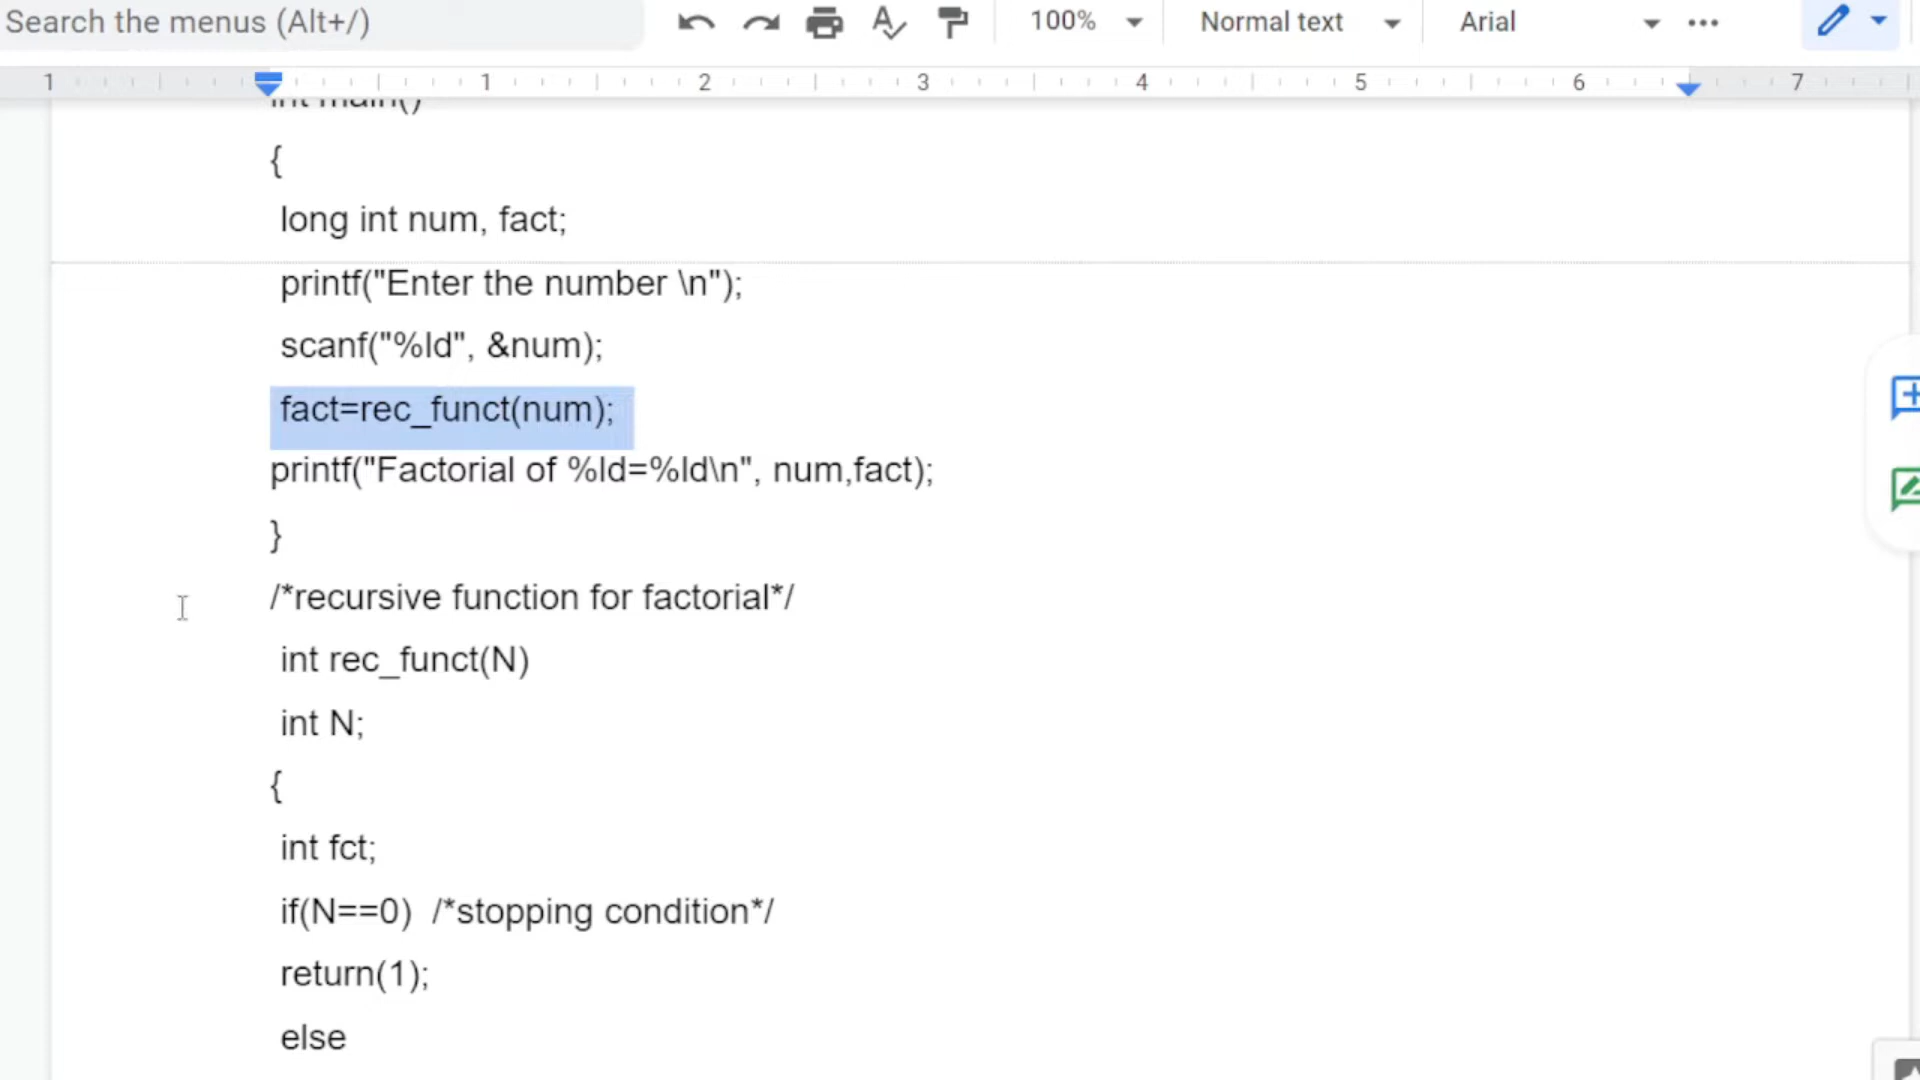 Search the menus (Alt+/) 100% Normal text Arial
1 1 2 3 4 5 6 7
int main()
{
long int num, fact;
printf("Enter the number \n");
scanf("%ld", &num);
fact=rec_funct(num);
printf("Factorial of %ld=%ld\n", num,fact);
}
/*recursive function for factorial*/
int rec_funct(N)
int N;
{
int fct;
if(N==0) /*stopping condition*/
return(1);
else